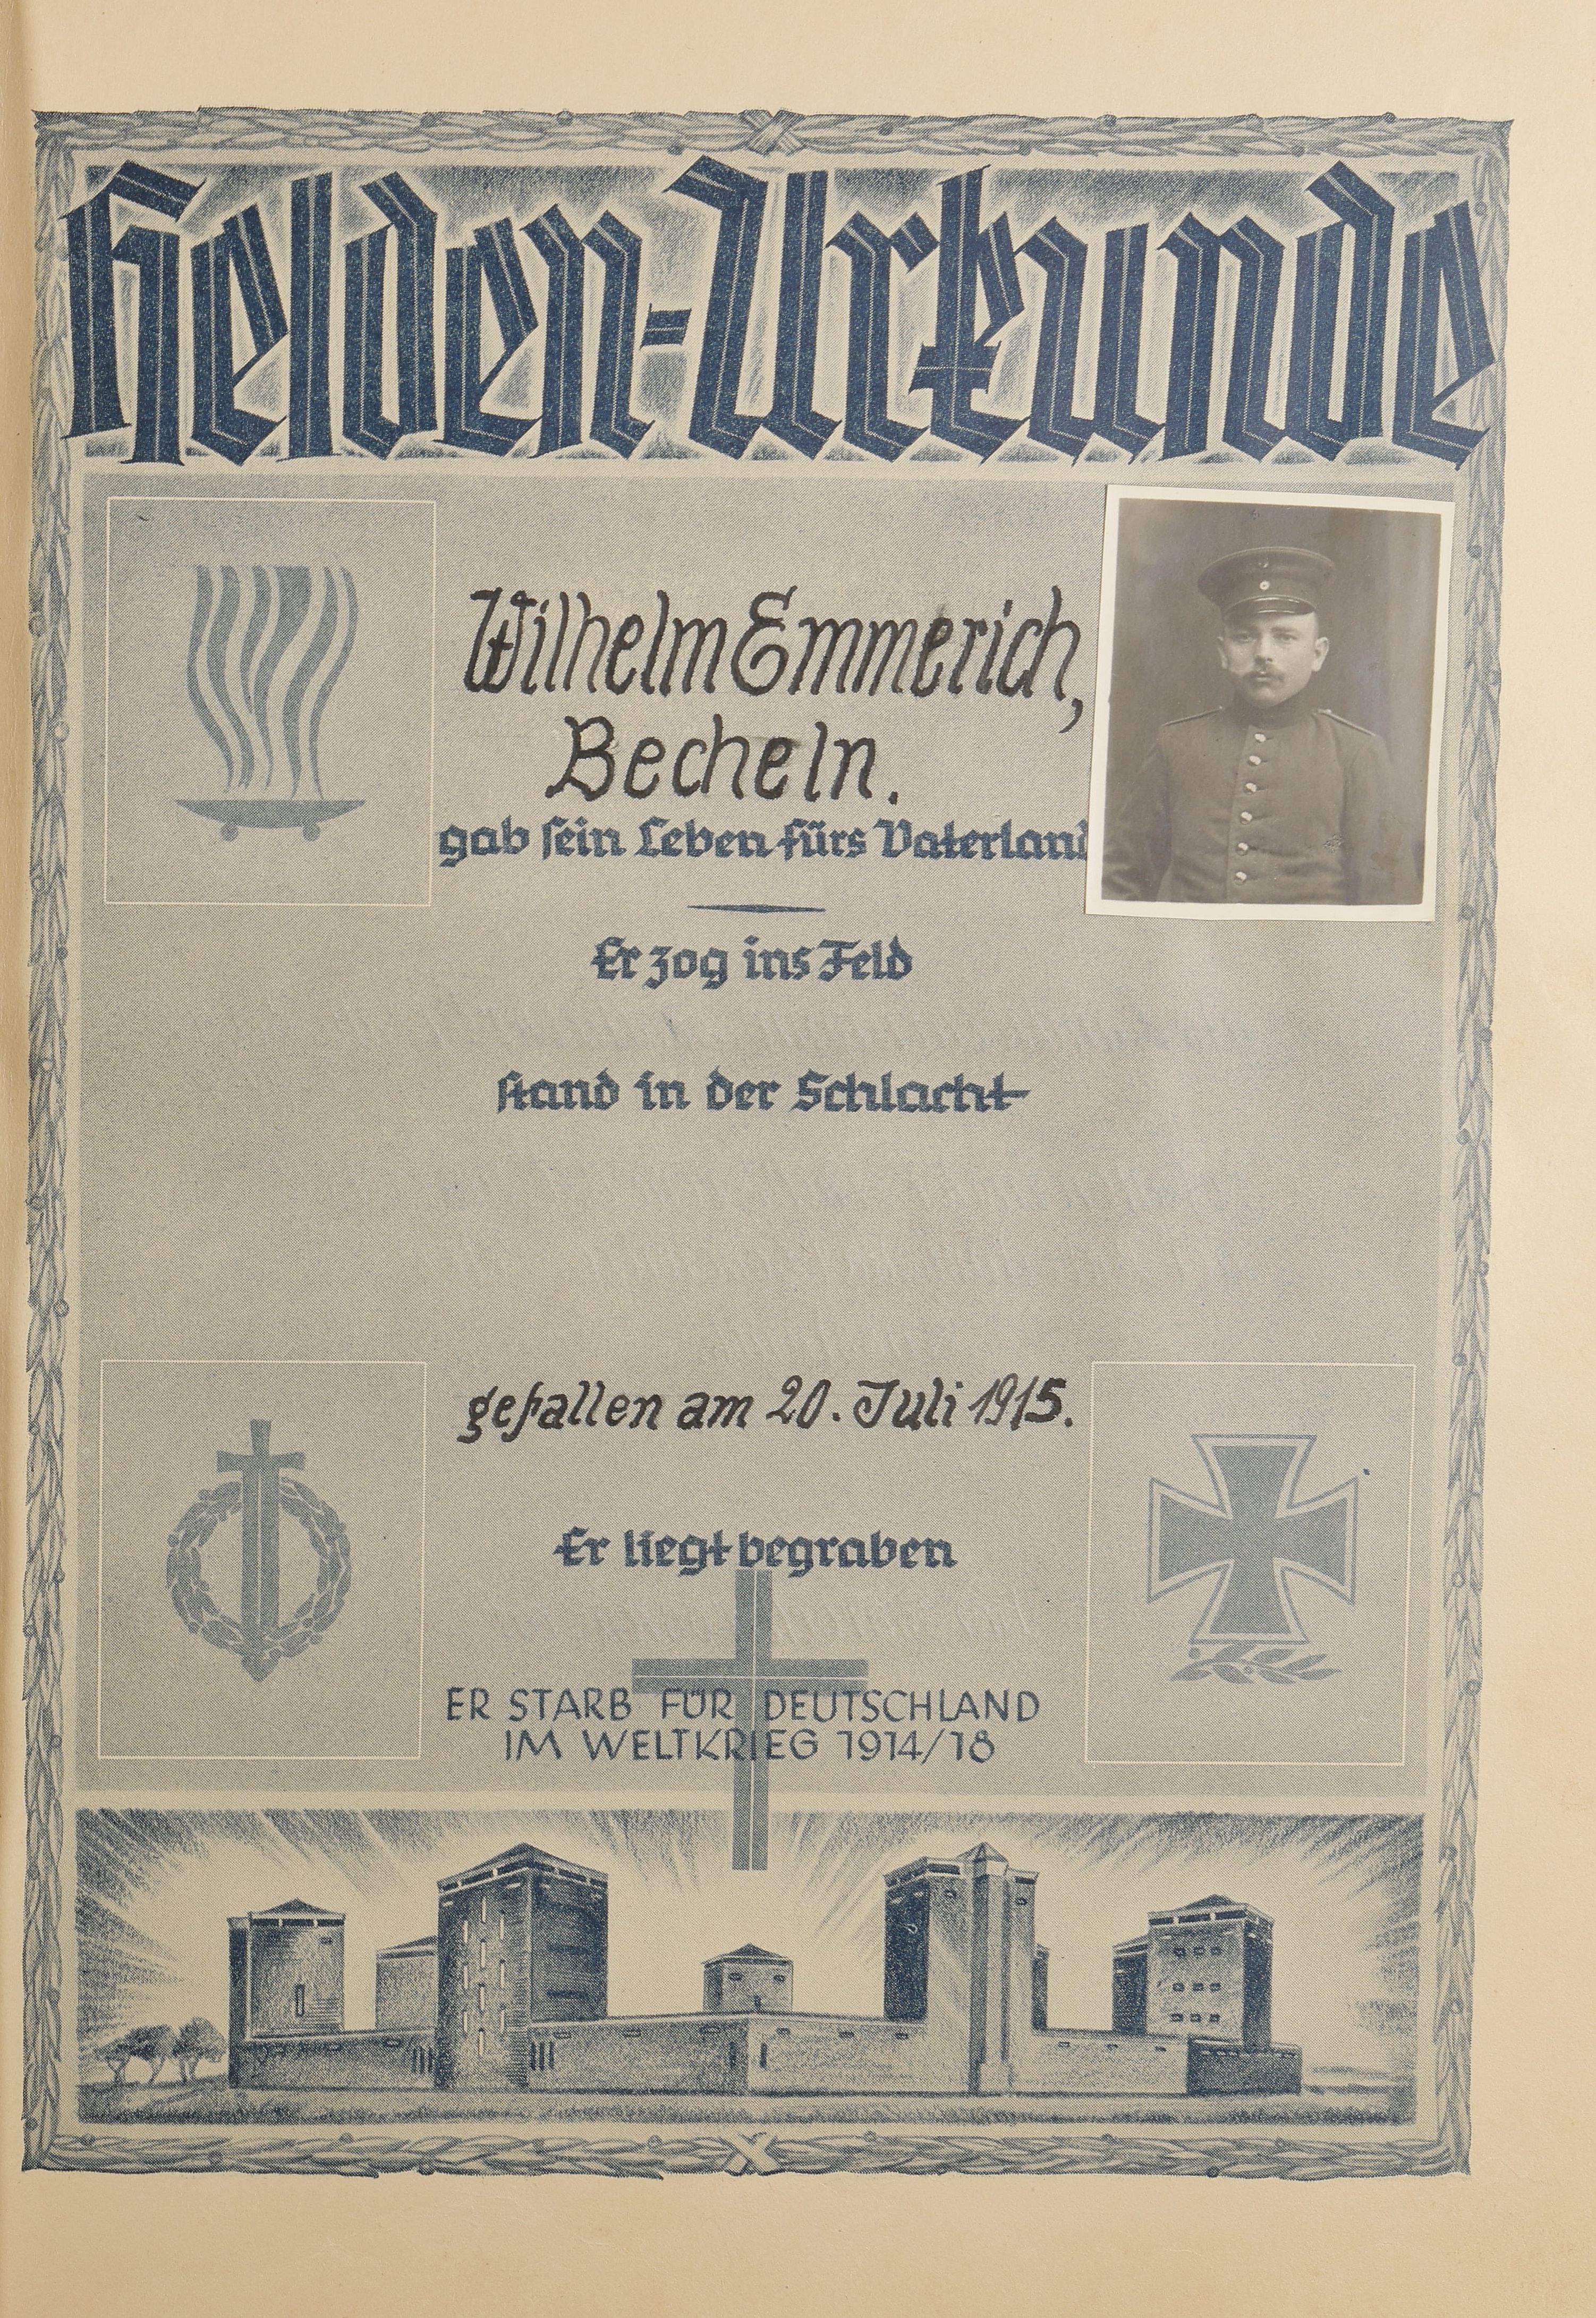 Helden-Urkunde
Wilhelm Emmerich,
Becheln.
gab sein Leben fürs Vaterland
Er zog ins Feld
stand in der Schlacht
gefallen am 20. Juli 1915.
Er liegt begraben
ER STARB FÜR DEUTSCHLAND
IM WELTKRIEG 1914/18